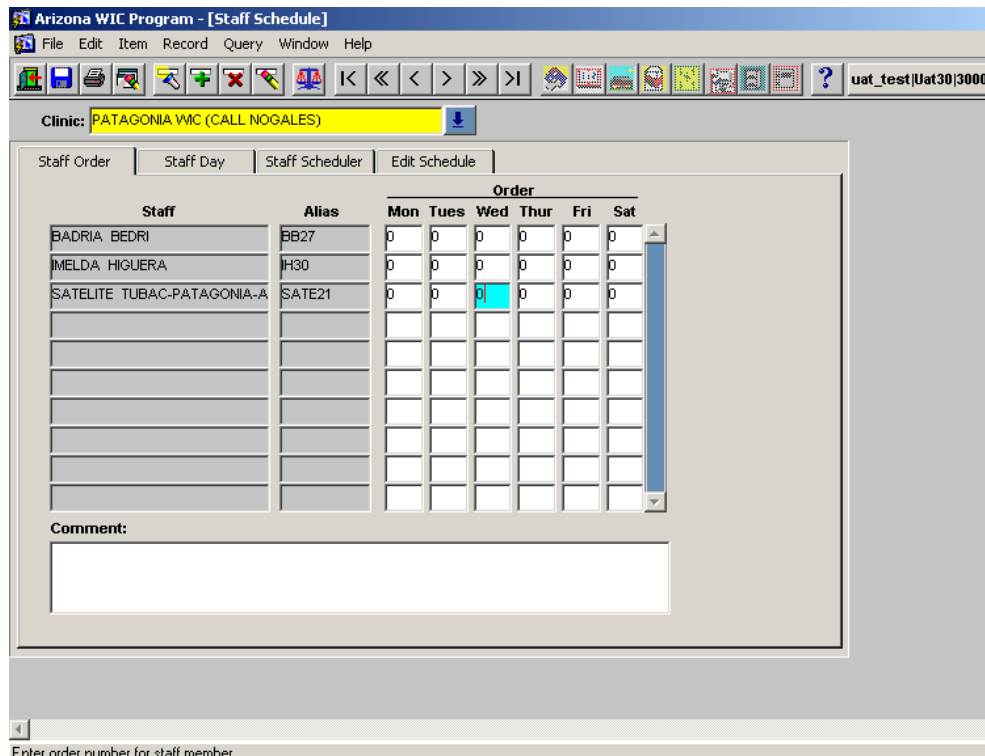 Arizona WIC Program - [Staff Schedule]
File Edit Item Record Query Window Help
uat_test|Uat30|3000
Clinic: PATAGONIA WIC (CALL NOGALES)
Staff Order Staff Day Staff Scheduler Edit Schedule
Order
Staff Alias Mon Tues Wed Thur Fri Sat
BADRIA BEDRI BB27 0 0 0 0 0 0
IMELDA HIGUERA IH30 0 0 0 0 0 0
SATELITE TUBAC-PATAGONIA-A SATE21 0 0 0 0 0 0
Comment:
Enter order number for staff member